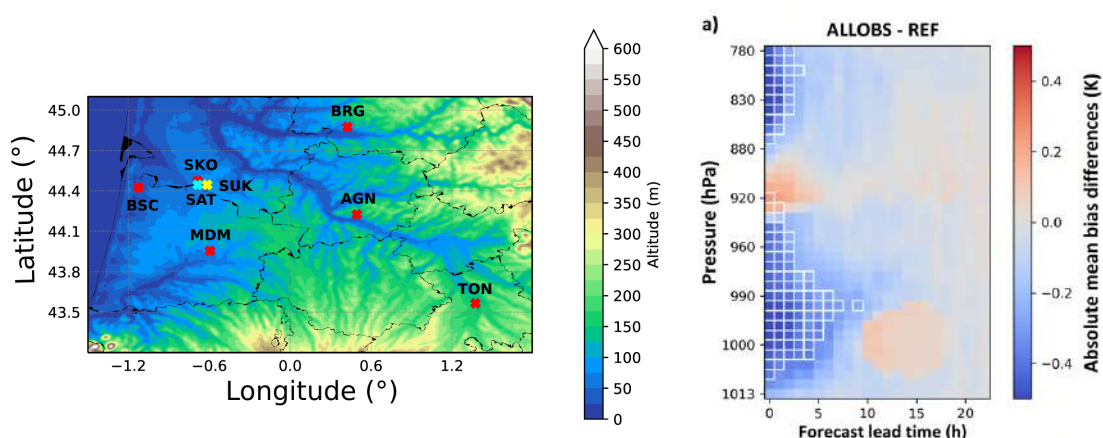 a)
ALLOBS - REF
45.0
44.7
44.4
44.1
43.8
43.5
Latitude (°)
BRG
SKO
SUK
BSC
SAT
AGN
MDM
TON
−1.2
−0.6
0.0
0.6
1.2
Longitude (°)
600
550
500
450
400
350
300
250
200
150
100
50
0
Altitude (m)
780
830
880
920
960
990
1000
1013
Pressure (hPa)
0
5
10
15
20
Forecast lead time (h)
0.4
0.2
0.0
−0.2
−0.4
Absolute mean bias differences (K)